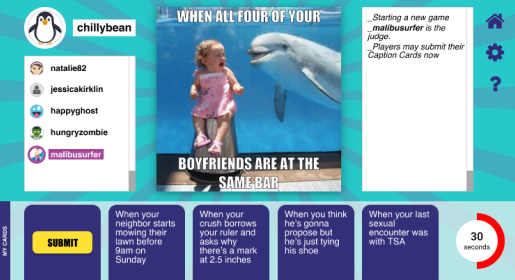 chillybean
natalie82
jessicakirklin
happyghost
hungryzombie
malibusurfer
WHEN ALL FOUR OF YOUR
BOYFRIENDS ARE AT THE
SAME BAR
_Starting a new game
_malibusurfer is the
judge.
_Players may submit their
Caption Cards now
?
MY CARDS
SUBMIT
When your
neighbor starts
mowing their
lawn before
9am on
Sunday
When your
crush borrows
your ruler and
asks why
there's a mark
at 2.5 inches
When you think
he's gonna
propose but
he's just tying
his shoe
When your last
sexual
encounter was
with TSA
30
seconds